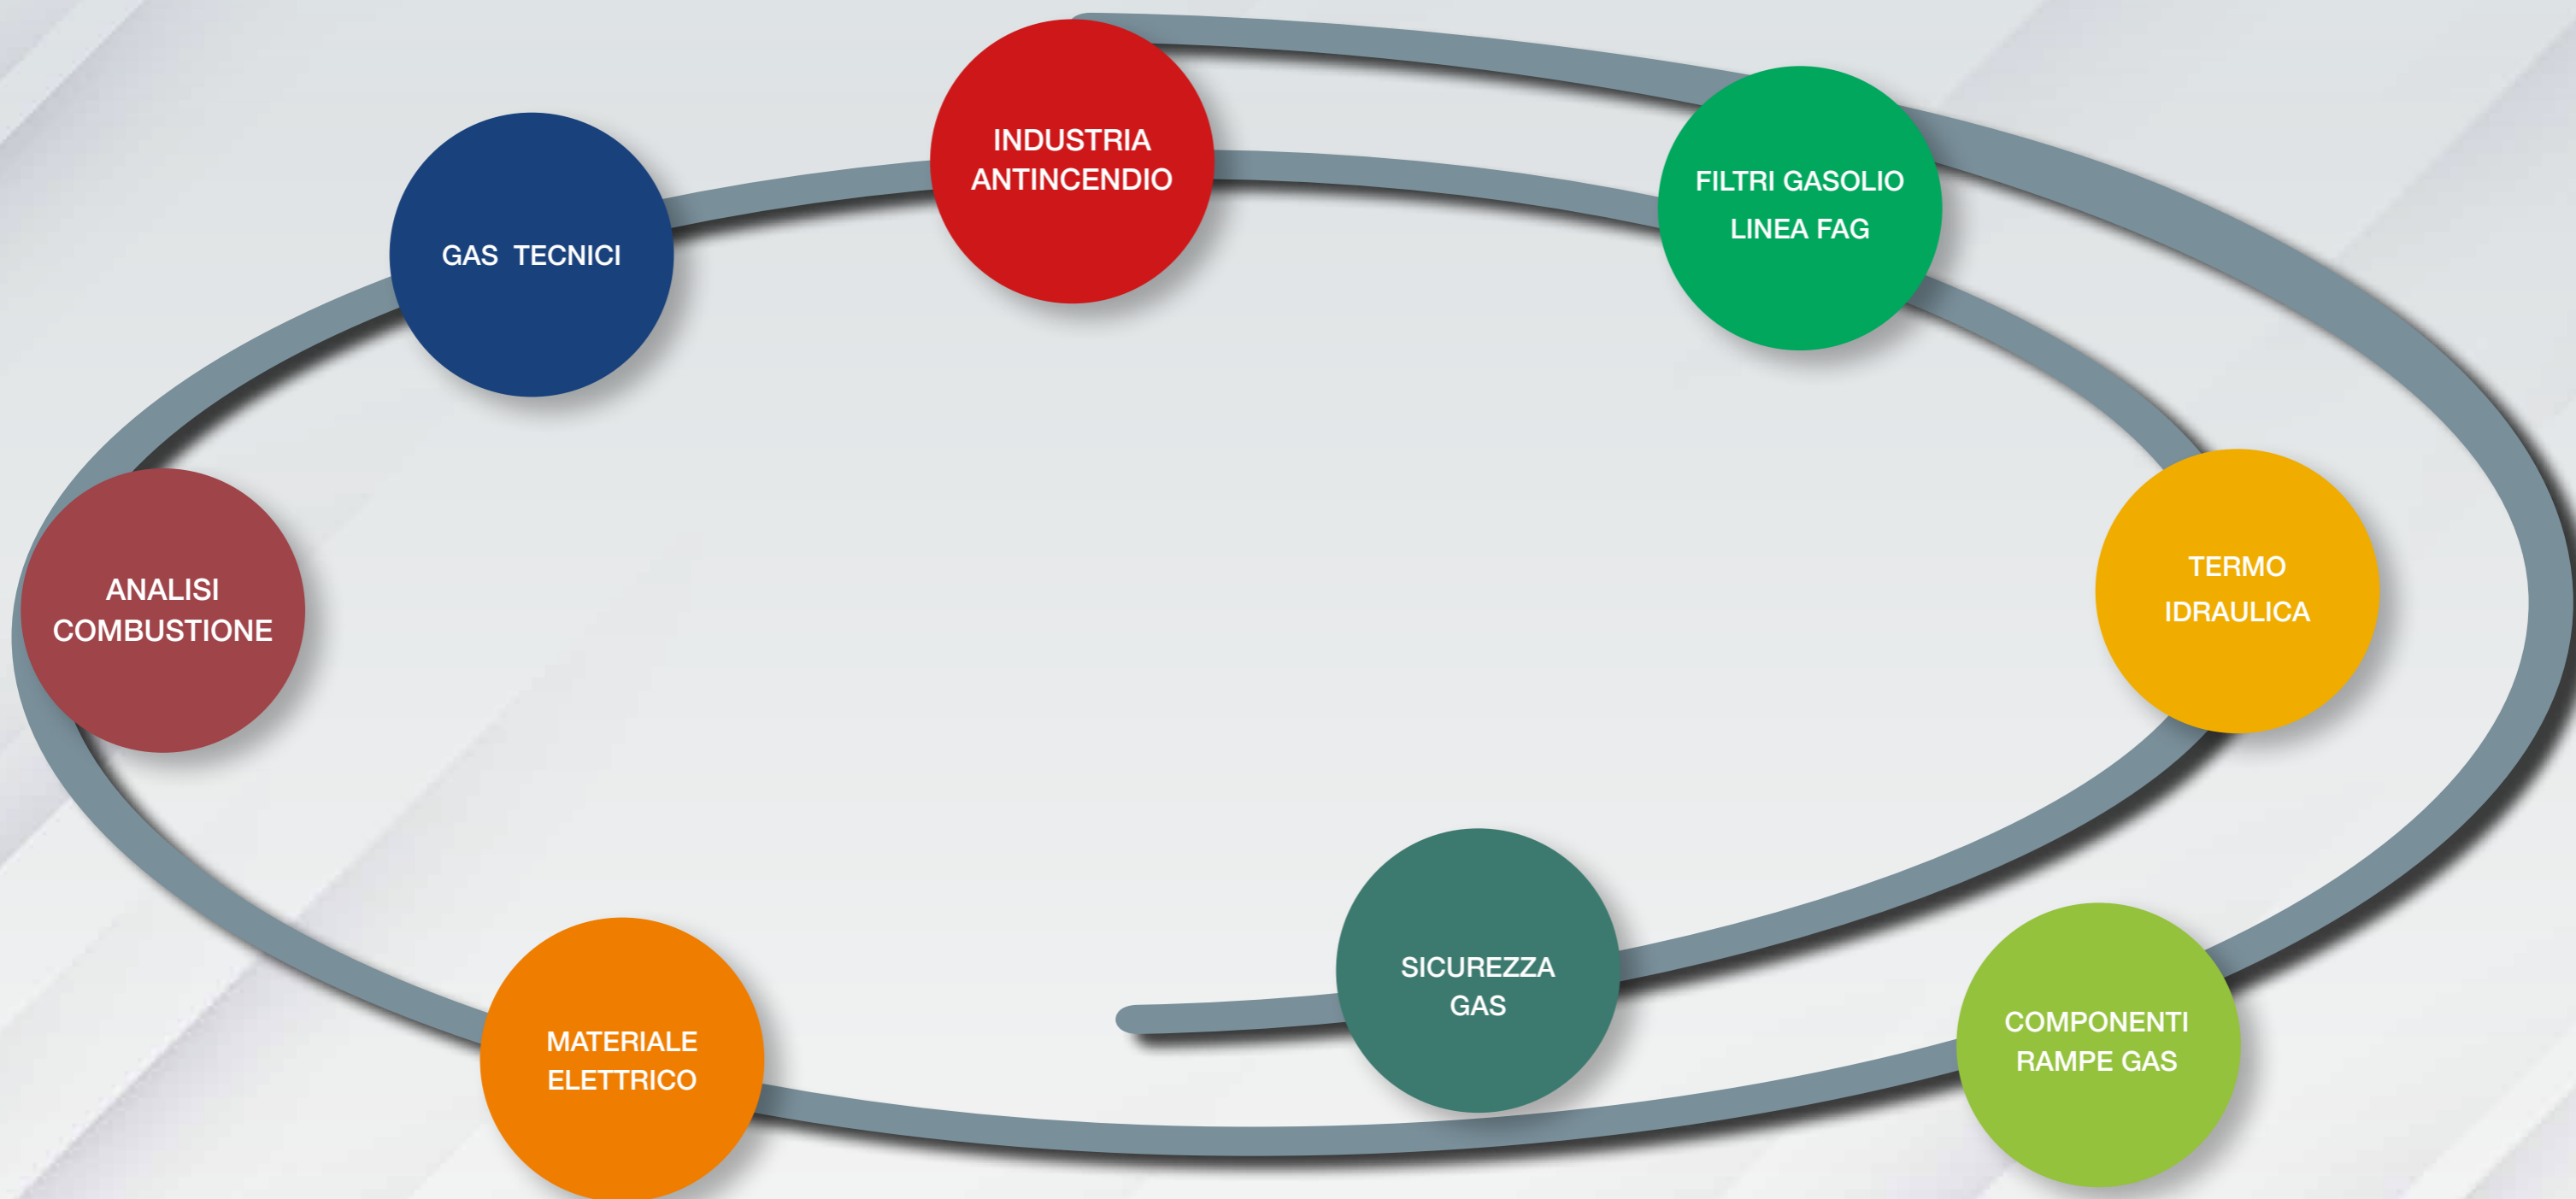 INDUSTRIA
ANTINCENDIO
FILTRI GASOLIO
LINEA FAG
GAS TECNICI
TERMO
IDRAULICA
ANALISI
COMBUSTIONE
SICUREZZA
GAS
COMPONENTI
RAMPE GAS
MATERIALE
ELETTRICO